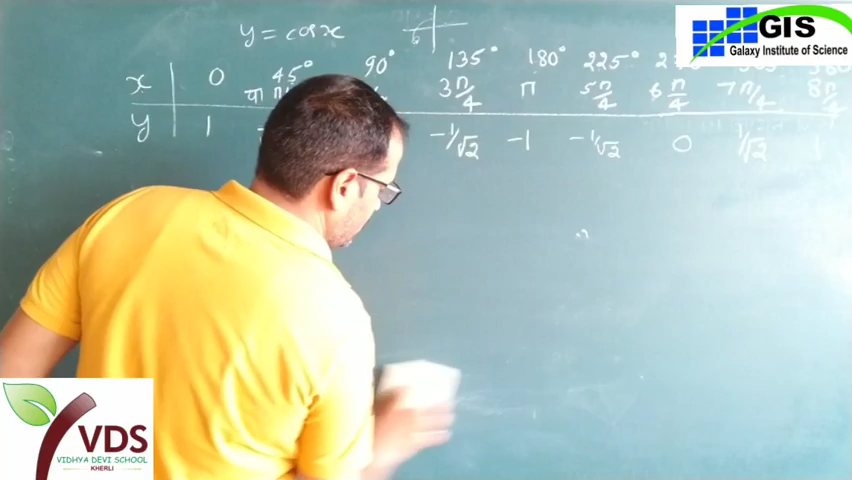 y = cos x
GIS
Galaxy Institute of Science
x 0 45° 90° 135° 180° 225°
3π/4 π 5π/4 6π/4 7π/4 8π/4
y 1 -1/√2 -1 -1/√2 0 1/√2 1
VDS
VIDHYA DEVI SCHOOL
KHERLI